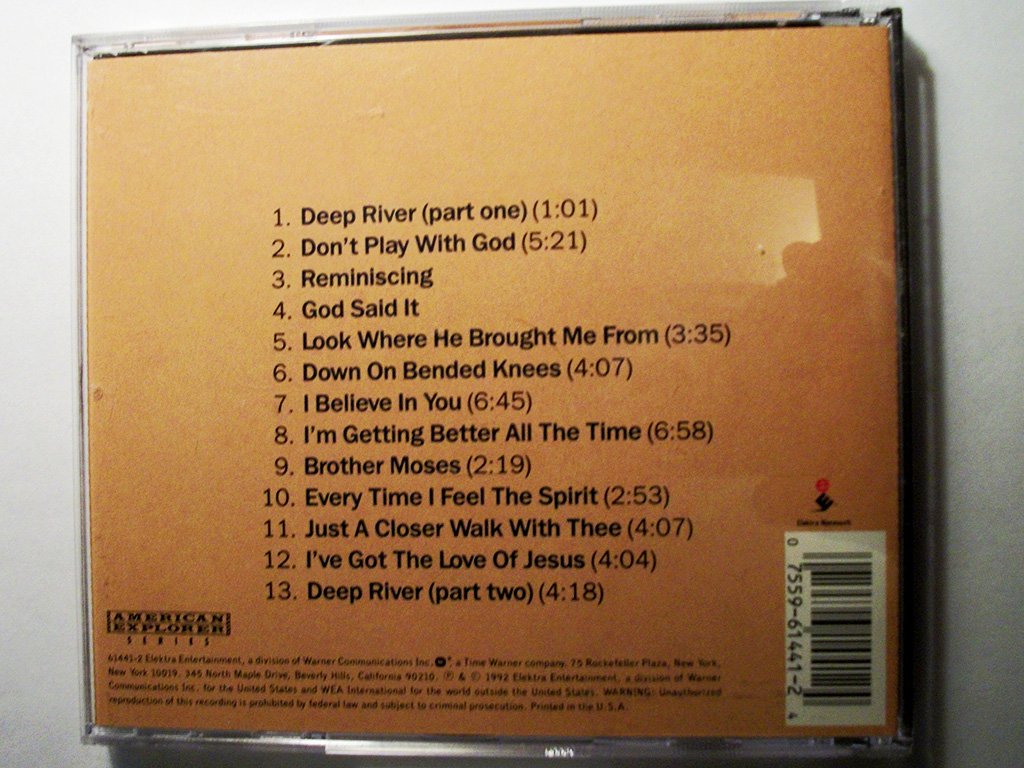 1. Deep River (part one) (1:01)
2. Don't Play With God (5:21)
3. Reminiscing
4. God Said It
5. Look Where He Brought Me From (3:35)
6. Down On Bended Knees (4:07)
7. I Believe In You (6:45)
8. I'm Getting Better All The Time (6:58)
9. Brother Moses (2:19)
10. Every Time I Feel The Spirit (2:53)
11. Just A Closer Walk With Thee (4:07)
12. I've Got The Love Of Jesus (4:04)
13. Deep River (part two) (4:18)
Elektra Nonesuch
0 7559-61441-2 4
AMERICAN
EXPLORER
SERIES
61441-2 Elektra Entertainment, a division of Warner Communications Inc. ®, a Time Warner company. 75 Rockefeller Plaza, New York,
New York 10019. 345 North Maple Drive, Beverly Hills, California 90210. ℗ & © 1992 Elektra Entertainment, a division of Warner
Communications Inc. for the United States and WEA International for the world outside the United States. WARNING: Unauthorized
reproduction of this recording is prohibited by federal law and subject to criminal prosecution. Printed in the U.S.A.